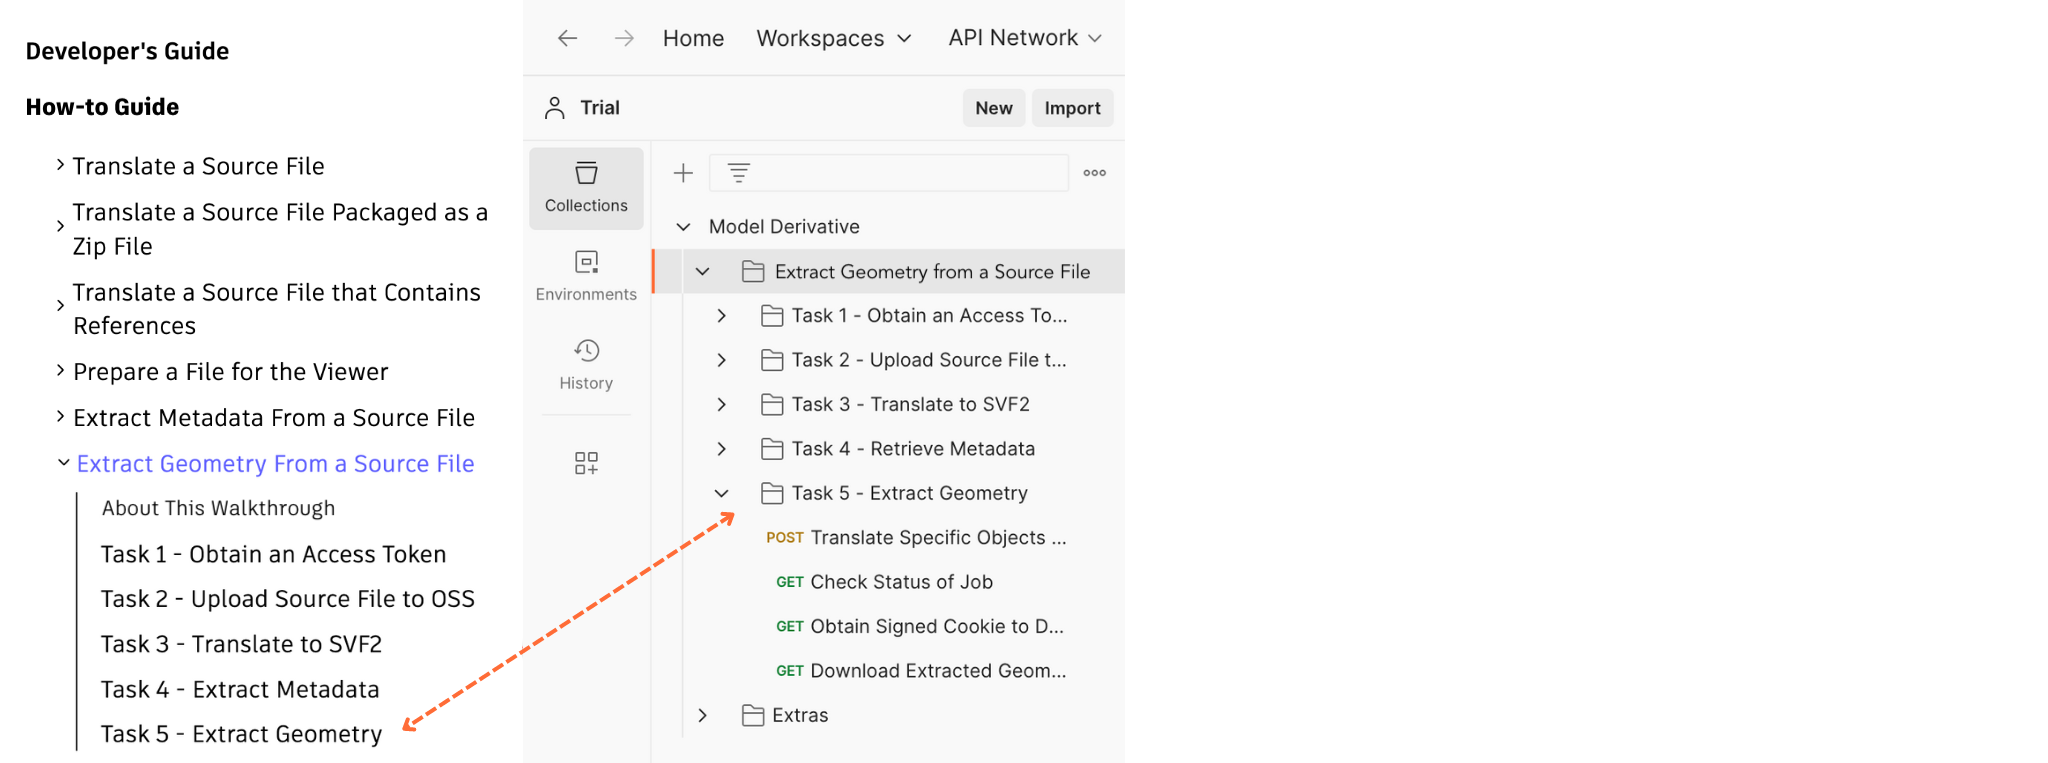 Developer's Guide
How-to Guide
Translate a Source File
Translate a Source File Packaged as a
Zip File
Translate a Source File that Contains
References
Prepare a File for the Viewer
Extract Metadata From a Source File
Extract Geometry From a Source File
About This Walkthrough
Task 1 - Obtain an Access Token
Task 2 - Upload Source File to OSS
Task 3 - Translate to SVF2
Task 4 - Extract Metadata
Task 5 - Extract Geometry
Home Workspaces API Network
Trial New Import
Collections
Environments
History
Model Derivative
Extract Geometry from a Source File
Task 1 - Obtain an Access To...
Task 2 - Upload Source File t...
Task 3 - Translate to SVF2
Task 4 - Retrieve Metadata
Task 5 - Extract Geometry
POST Translate Specific Objects ...
GET Check Status of Job
GET Obtain Signed Cookie to D...
GET Download Extracted Geom...
Extras